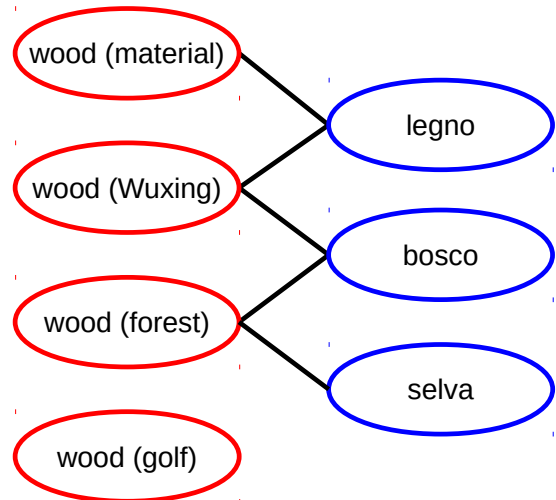 wood (material)
legno
wood (Wuxing)
bosco
wood (forest)
selva
wood (golf)